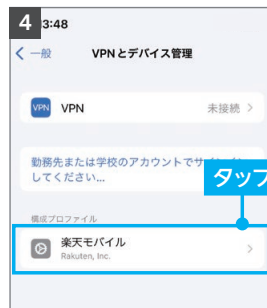 4
3:48
一般
VPNとデバイス管理
VPN
VPN
未接続
勤務先または学校のアカウントでサ
してください...
タップ
構成プロファイル
楽天モバイル
Rakuten, Inc.